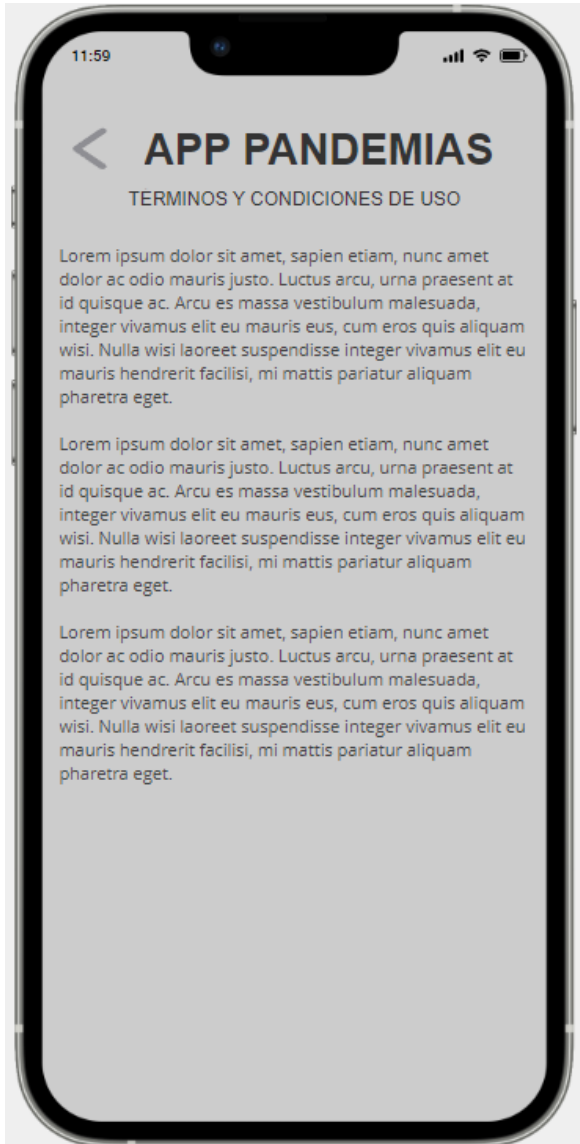 11:59
APP PANDEMIAS
TERMINOS Y CONDICIONES DE USO
Lorem ipsum dolor sit amet, sapien etiam, nunc amet
dolor ac odio mauris justo. Luctus arcu, urna praesent at
id quisque ac. Arcu es massa vestibulum malesuada,
integer vivamus elit eu mauris eus, cum eros quis aliquam
wisi. Nulla wisi laoreet suspendisse integer vivamus elit eu
mauris hendrerit facilisi, mi mattis pariatur aliquam
pharetra eget.
Lorem ipsum dolor sit amet, sapien etiam, nunc amet
dolor ac odio mauris justo. Luctus arcu, urna praesent at
id quisque ac. Arcu es massa vestibulum malesuada,
integer vivamus elit eu mauris eus, cum eros quis aliquam
wisi. Nulla wisi laoreet suspendisse integer vivamus elit eu
mauris hendrerit facilisi, mi mattis pariatur aliquam
pharetra eget.
Lorem ipsum dolor sit amet, sapien etiam, nunc amet
dolor ac odio mauris justo. Luctus arcu, urna praesent at
id quisque ac. Arcu es massa vestibulum malesuada,
integer vivamus elit eu mauris eus, cum eros quis aliquam
wisi. Nulla wisi laoreet suspendisse integer vivamus elit eu
mauris hendrerit facilisi, mi mattis pariatur aliquam
pharetra eget.